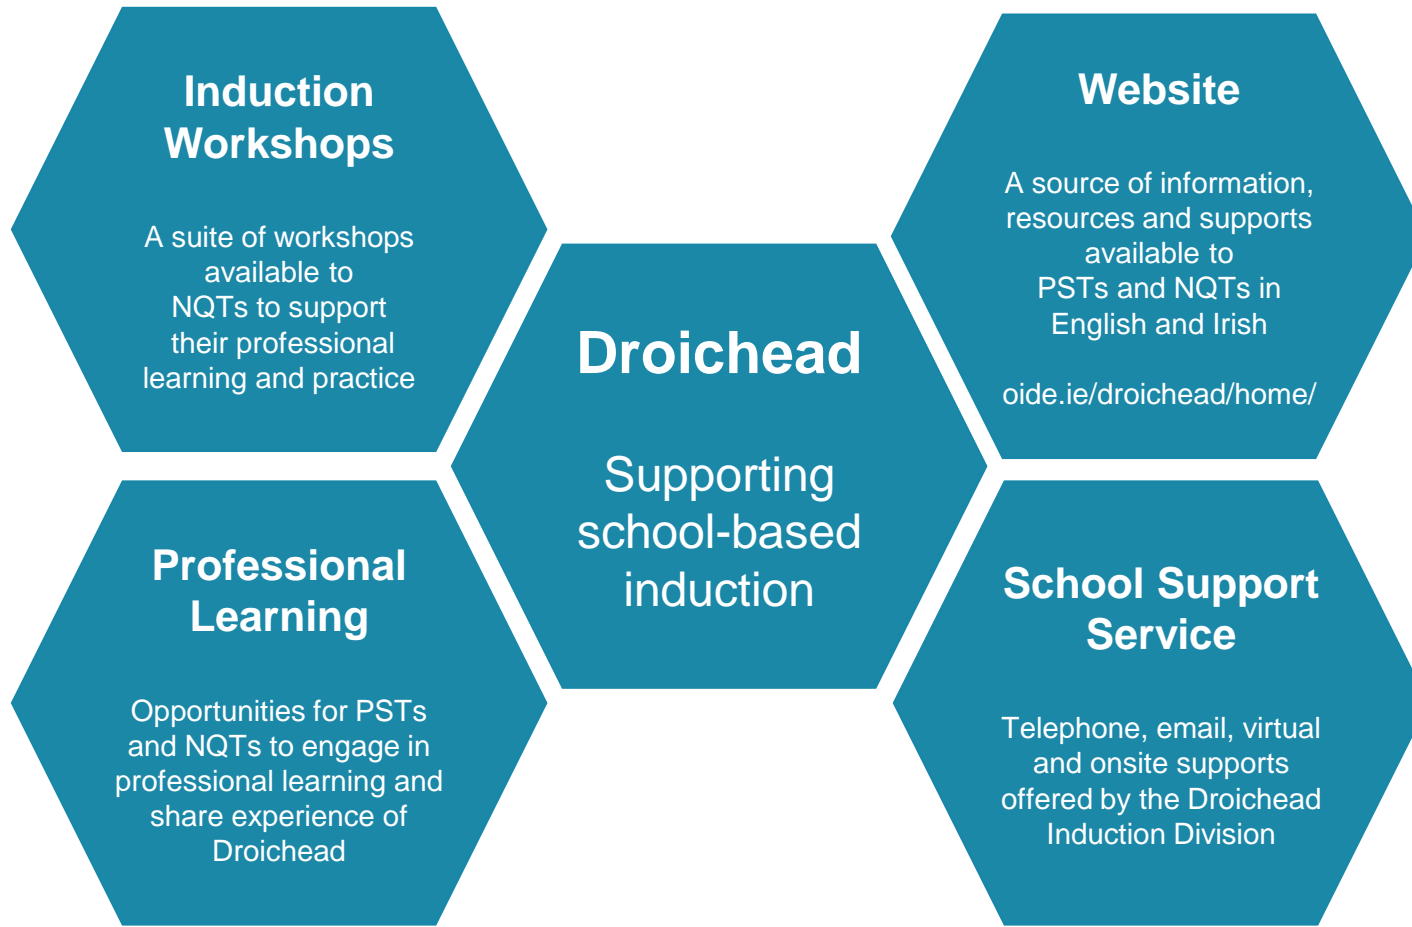 Induction
Workshops
A suite of workshops
available to
NQTs to support
their professional
learning and practice
Website
A source of information,
resources and supports
available to
PSTs and NQTs in
English and Irish
oide.ie/droichead/home/
Droichead
Supporting
school-based
induction
Professional
Learning
Opportunities for PSTs
and NQTs to engage in
professional learning and
share experience of
Droichead
School Support
Service
Telephone, email, virtual
and onsite supports
offered by the Droichead
Induction Division